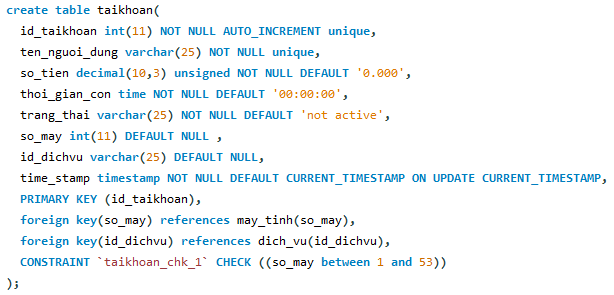 create table taikhoan(
id_taikhoan int(11) NOT NULL AUTO_INCREMENT unique,
ten_nguoi_dung varchar(25) NOT NULL unique,
so_tien decimal(10,3) unsigned NOT NULL DEFAULT '0.000',
thoi_gian_con time NOT NULL DEFAULT '00:00:00',
trang_thai varchar(25) NOT NULL DEFAULT 'not active',
so_may int(11) DEFAULT NULL ,
id_dichvu varchar(25) DEFAULT NULL,
time_stamp timestamp NOT NULL DEFAULT CURRENT_TIMESTAMP ON UPDATE CURRENT_TIMESTAMP,
PRIMARY KEY (id_taikhoan),
foreign key(so_may) references may_tinh(so_may),
foreign key(id_dichvu) references dich_vu(id_dichvu),
CONSTRAINT `taikhoan_chk_1` CHECK ((so_may between 1 and 53))
);